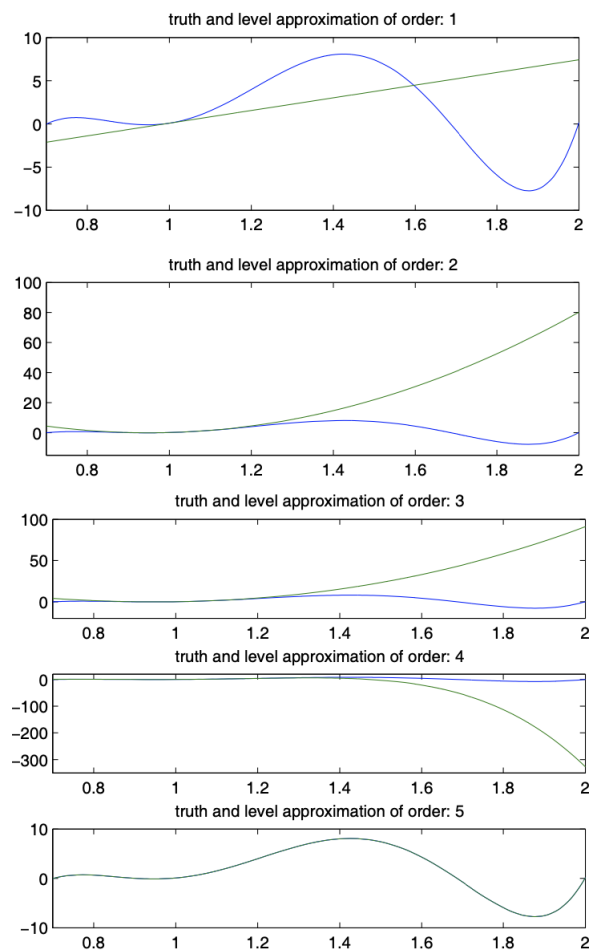 truth and level approximation of order: 1
10
5
0
−5
−10
0.8 1 1.2 1.4 1.6 1.8 2
truth and level approximation of order: 2
100
80
60
40
20
0
0.8 1 1.2 1.4 1.6 1.8 2
truth and level approximation of order: 3
100
50
0
0.8 1 1.2 1.4 1.6 1.8 2
truth and level approximation of order: 4
0
−100
−200
−300
0.8 1 1.2 1.4 1.6 1.8 2
truth and level approximation of order: 5
10
0
−10
0.8 1 1.2 1.4 1.6 1.8 2